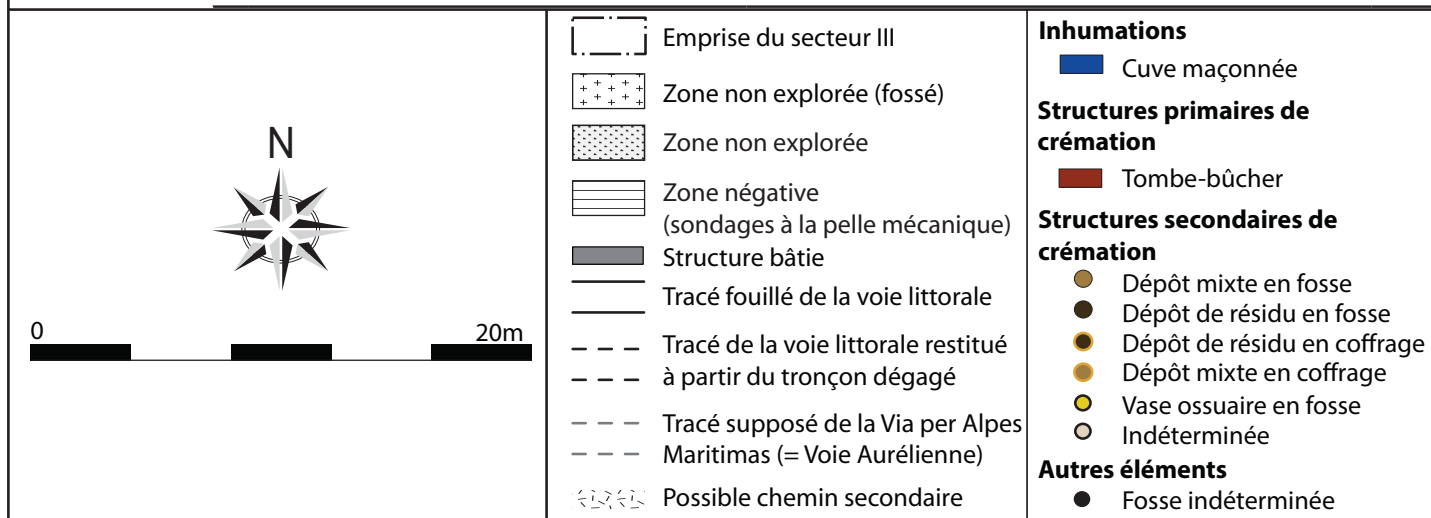 N
0
20m
Emprise du secteur III
Zone non explorée (fossé)
Zone non explorée
Zone négative
(sondages à la pelle mécanique)
Structure bâtie
Tracé fouillé de la voie littorale
Tracé de la voie littorale restitué
à partir du tronçon dégagé
Tracé supposé de la Via per Alpes
Maritimas (= Voie Aurélienne)
Possible chemin secondaire
Inhumations
Cuve maçonnée
Structures primaires de
crémation
Tombe-bûcher
Structures secondaires de
crémation
Dépôt mixte en fosse
Dépôt de résidu en fosse
Dépôt de résidu en coffrage
Dépôt mixte en coffrage
Vase ossuaire en fosse
Indéterminée
Autres éléments
Fosse indéterminée